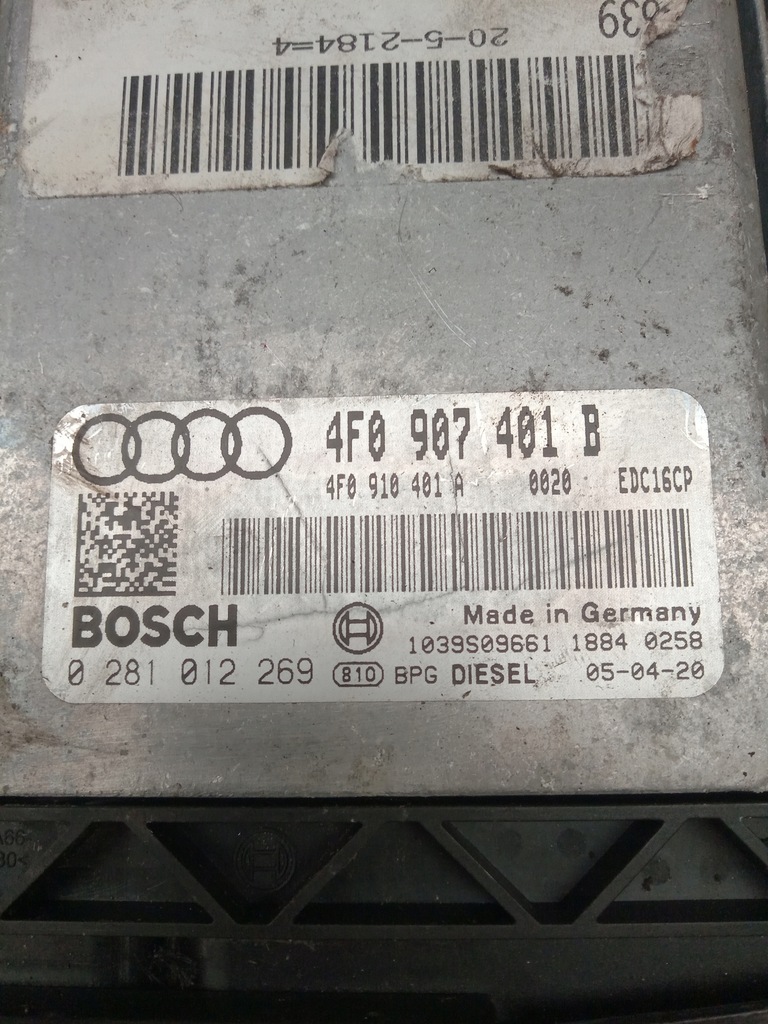 639
20-5-2184=4
4F0 907 401 B
4F0 910 401 A 0020 EDC16CP
BOSCH
Made in Germany
1039S09661 1884 0258
0 281 012 269 810 BPG DIESEL 05-04-20